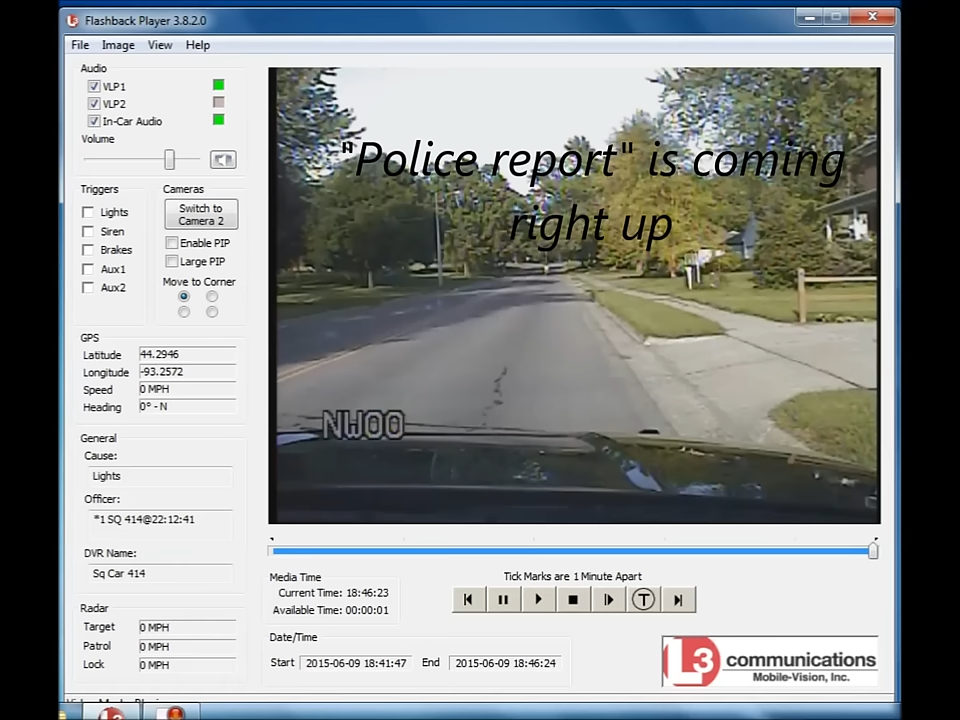 L3 Flashback Player 3.8.2.0
File Image View Help
Audio
VLP1
VLP2
In-Car Audio
Volume
Triggers
Lights
Siren
Brakes
Aux1
Aux2
Cameras
Switch to
Camera 2
Enable PIP
Large PIP
Move to Corner
GPS
Latitude 44.2946
Longitude -93.2572
Speed 0 MPH
Heading 0° - N
General
Cause:
Lights
Officer:
*1 SQ 414@22:12:41
DVR Name:
Sq Car 414
Radar
Target 0 MPH
Patrol 0 MPH
Lock 0 MPH
"Police report" is coming
right up
NW00
Media Time
Current Time: 18:46:23
Available Time: 00:00:01
Tick Marks are 1 Minute Apart
T
Date/Time
Start 2015-06-09 18:41:47 End 2015-06-09 18:46:24
L3 communications
Mobile-Vision, Inc.